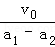 v₀
a₁ - a₂